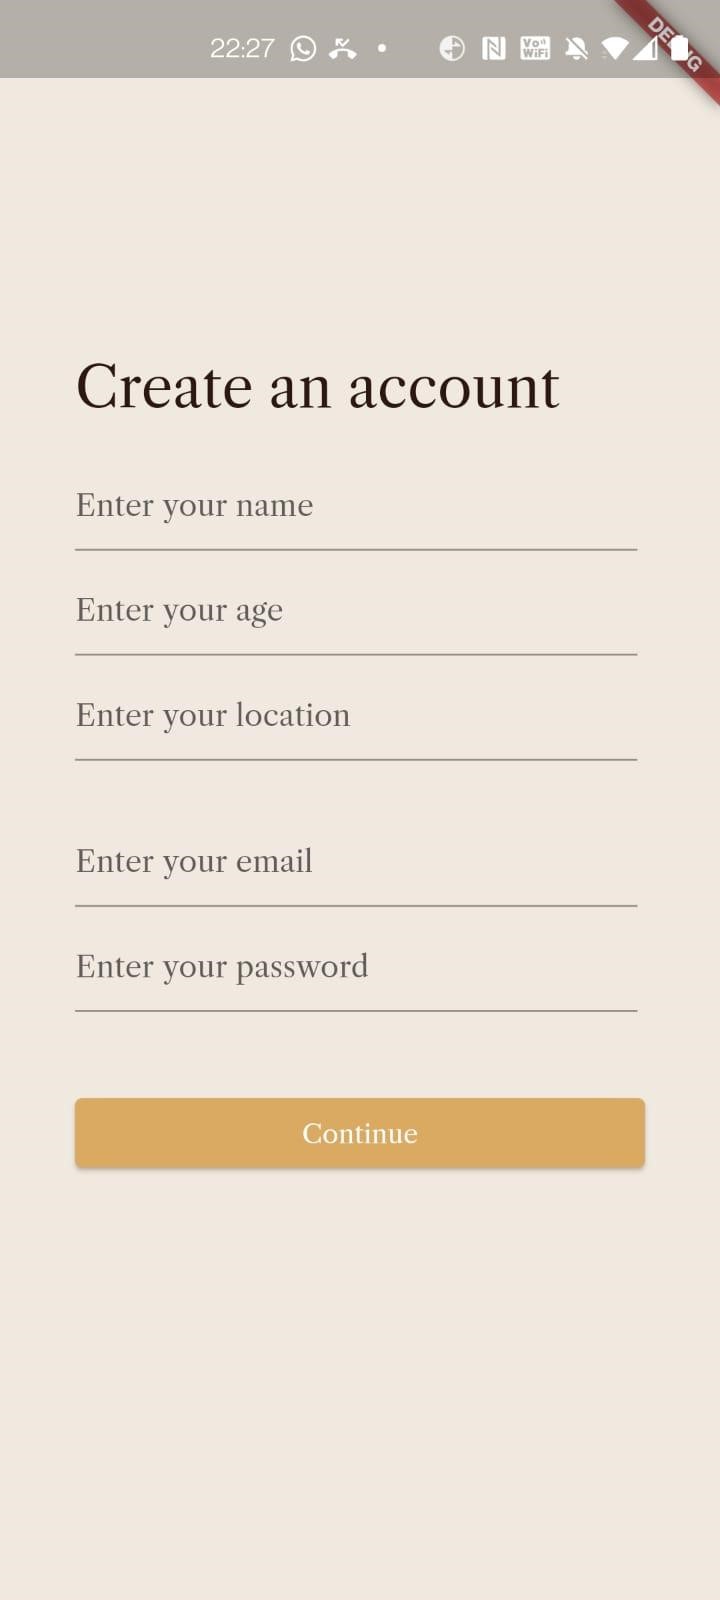 22:27
Vo
WiFi
DEBUG
Create an account
Enter your name
Enter your age
Enter your location
Enter your email
Enter your password
Continue